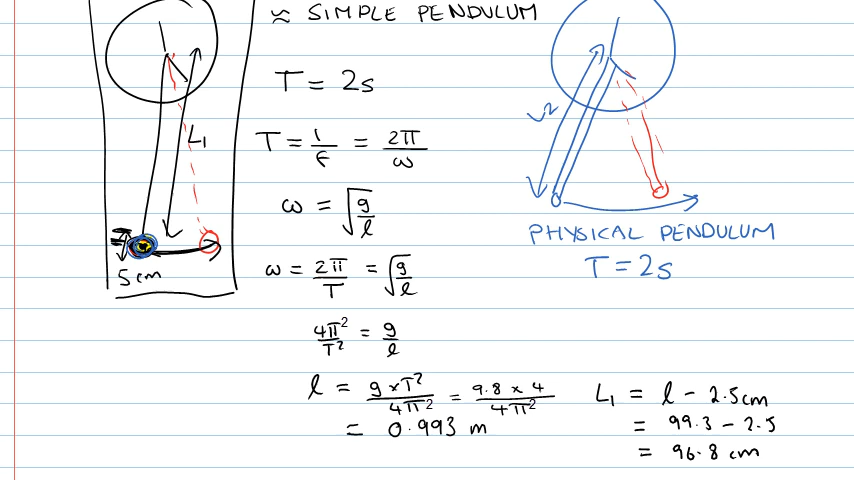 ≈ SIMPLE PENDULUM
T = 2s
T = 1/f = 2π/ω
ω = √(g/l)
ω = 2π/T = √(g/l)
4π²/T² = g/l
l = g×T²/4π² = 9.8 × 4/4π²
= 0.993 m
L₁
5cm
L₂
PHYSICAL PENDULUM
T = 2s
L₁ = l - 2.5cm
= 99.3 - 2.5
= 96.8 cm